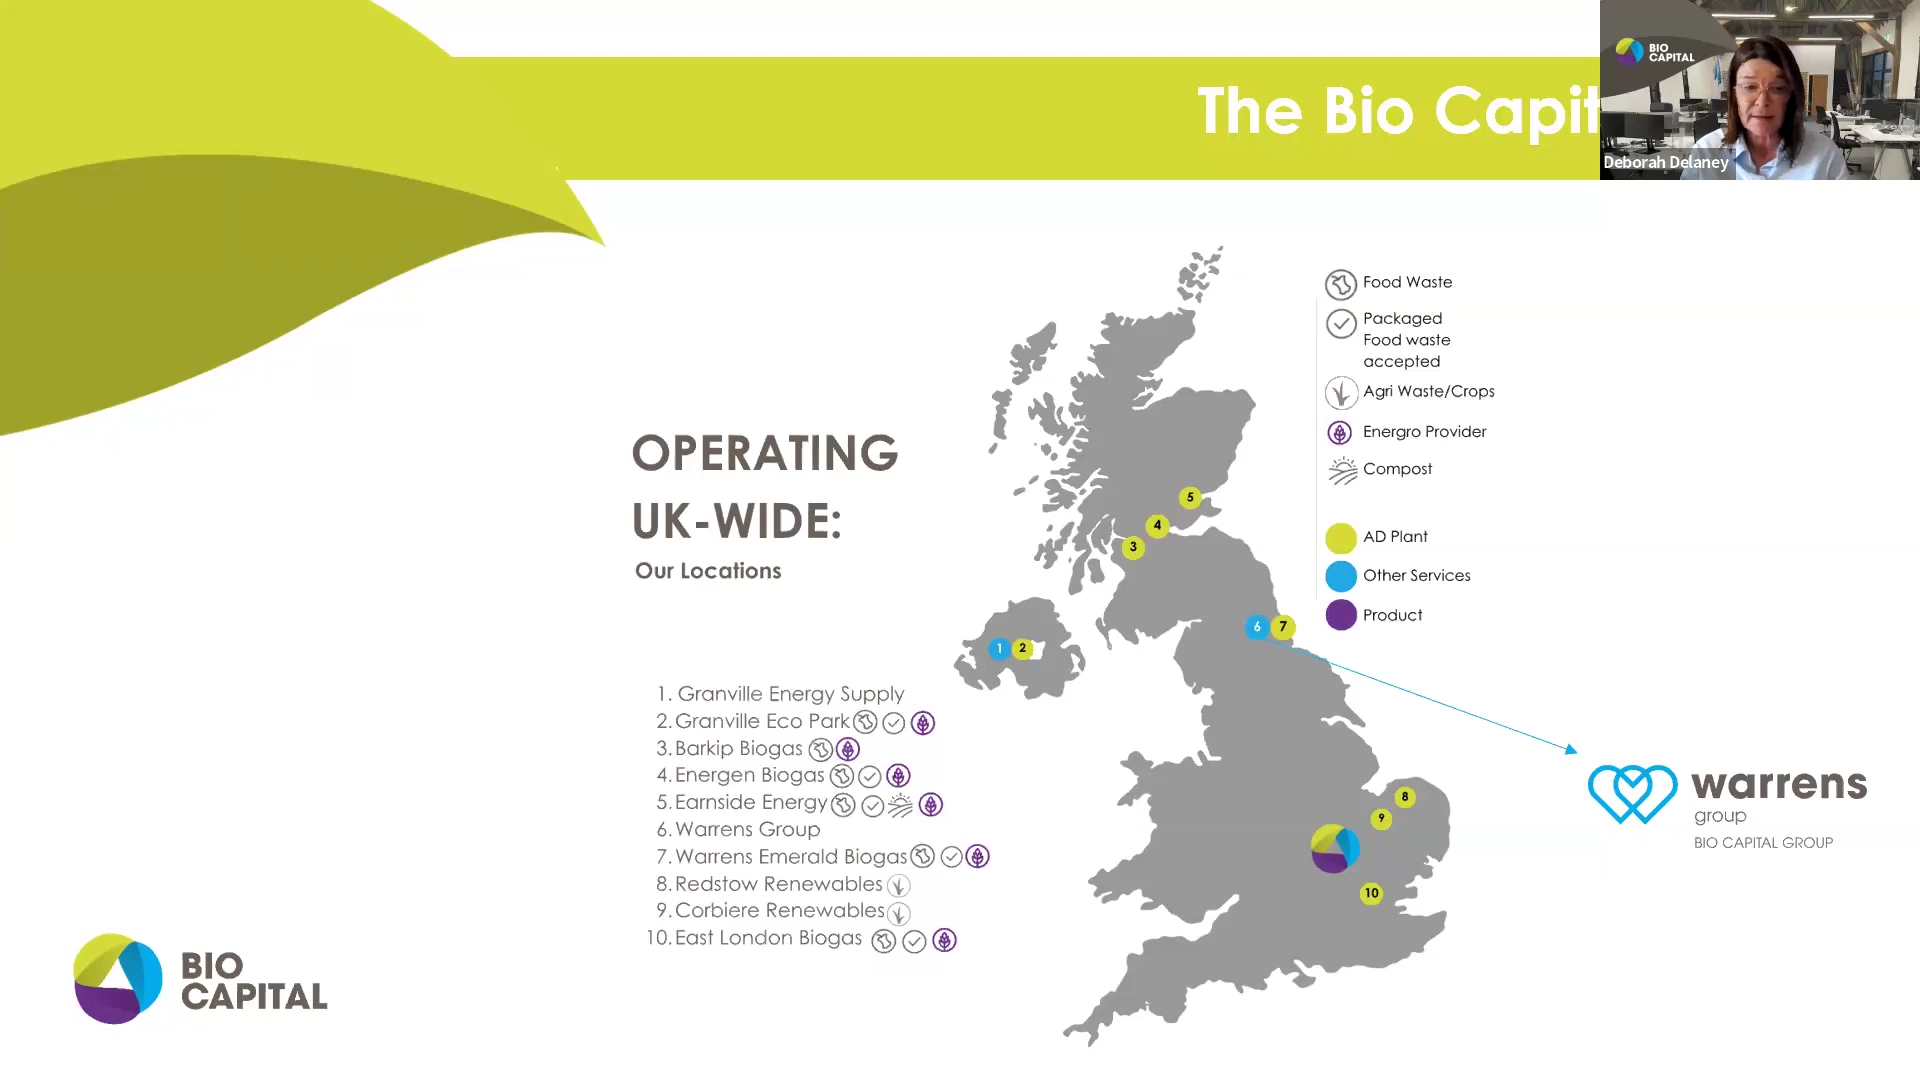 The Bio Capit
BIO
CAPITAL
Deborah Delaney
Food Waste
Packaged
Food waste
accepted
Agri Waste/Crops
Energro Provider
Compost
AD Plant
Other Services
Product
OPERATING
UK-WIDE:
Our Locations
5
4
3
6
7
1
2
8
9
10
1. Granville Energy Supply
2. Granville Eco Park
3. Barkip Biogas
4. Energen Biogas
5. Earnside Energy
6. Warrens Group
7. Warrens Emerald Biogas
8. Redstow Renewables
9. Corbiere Renewables
10. East London Biogas
warrens
group
BIO CAPITAL GROUP
BIO
CAPITAL